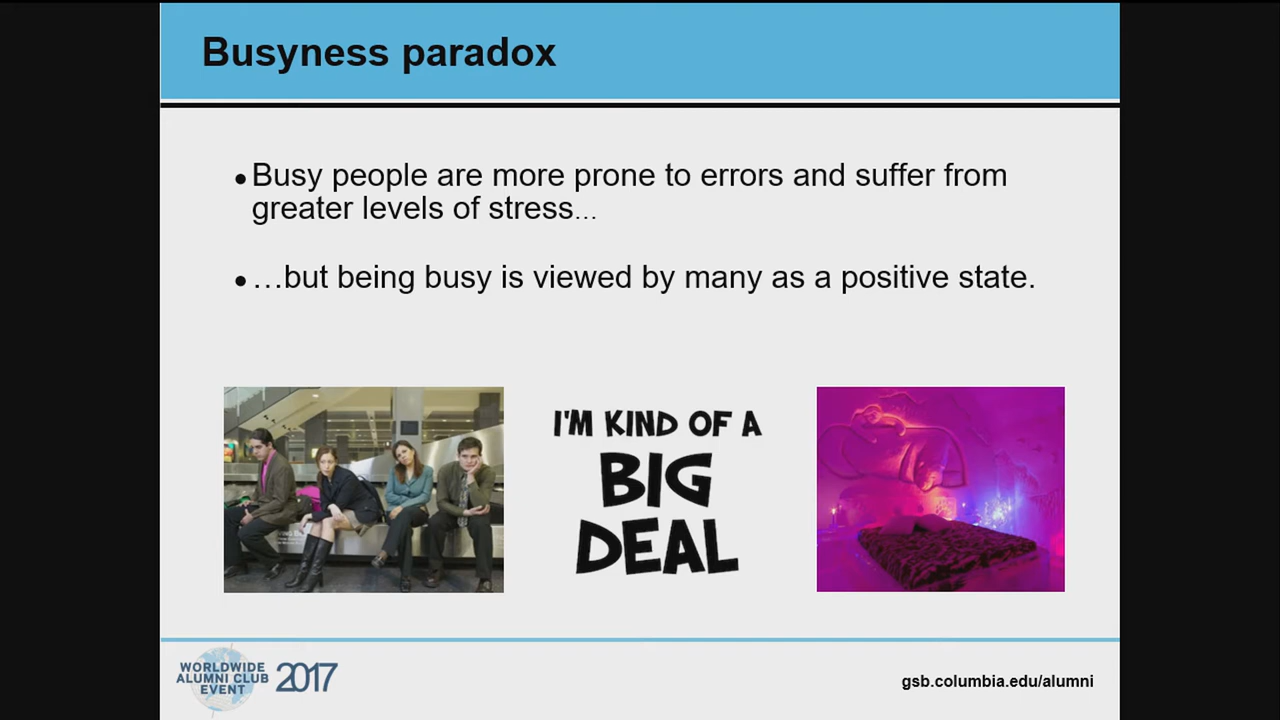 Busyness paradox
•Busy people are more prone to errors and suffer from
greater levels of stress...
•…but being busy is viewed by many as a positive state.
I'M KIND OF A
BIG
DEAL
WORLDWIDE
ALUMNI CLUB
EVENT
2017
gsb.columbia.edu/alumni